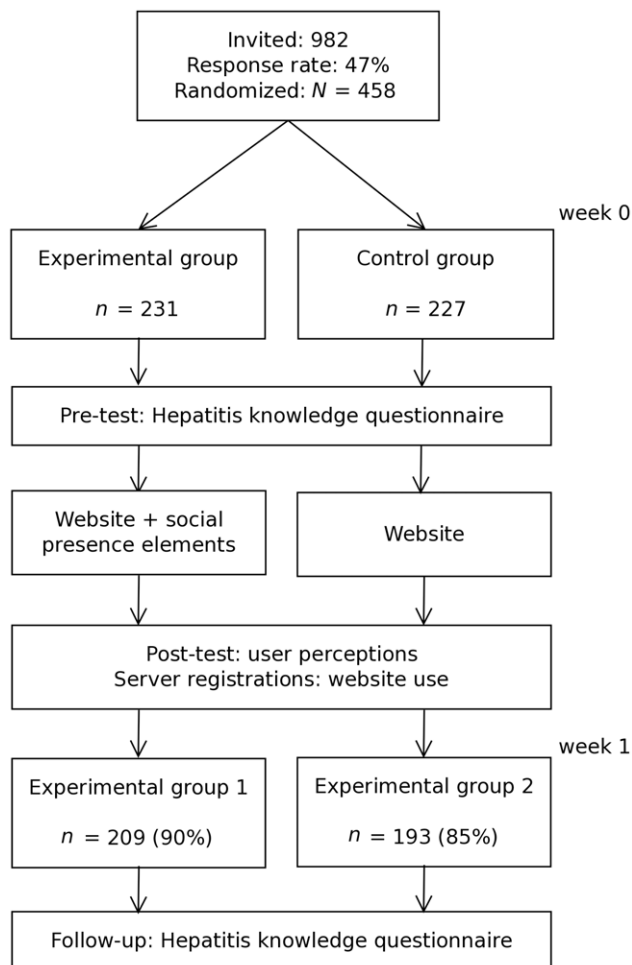 Invited: 982
Response rate: 47%
Randomized: N = 458
week 0
Experimental group
n = 231
Control group
n = 227
Pre-test: Hepatitis knowledge questionnaire
Website + social
presence elements
Website
Post-test: user perceptions
Server registrations: website use
week 1
Experimental group 1
n = 209 (90%)
Experimental group 2
n = 193 (85%)
Follow-up: Hepatitis knowledge questionnaire